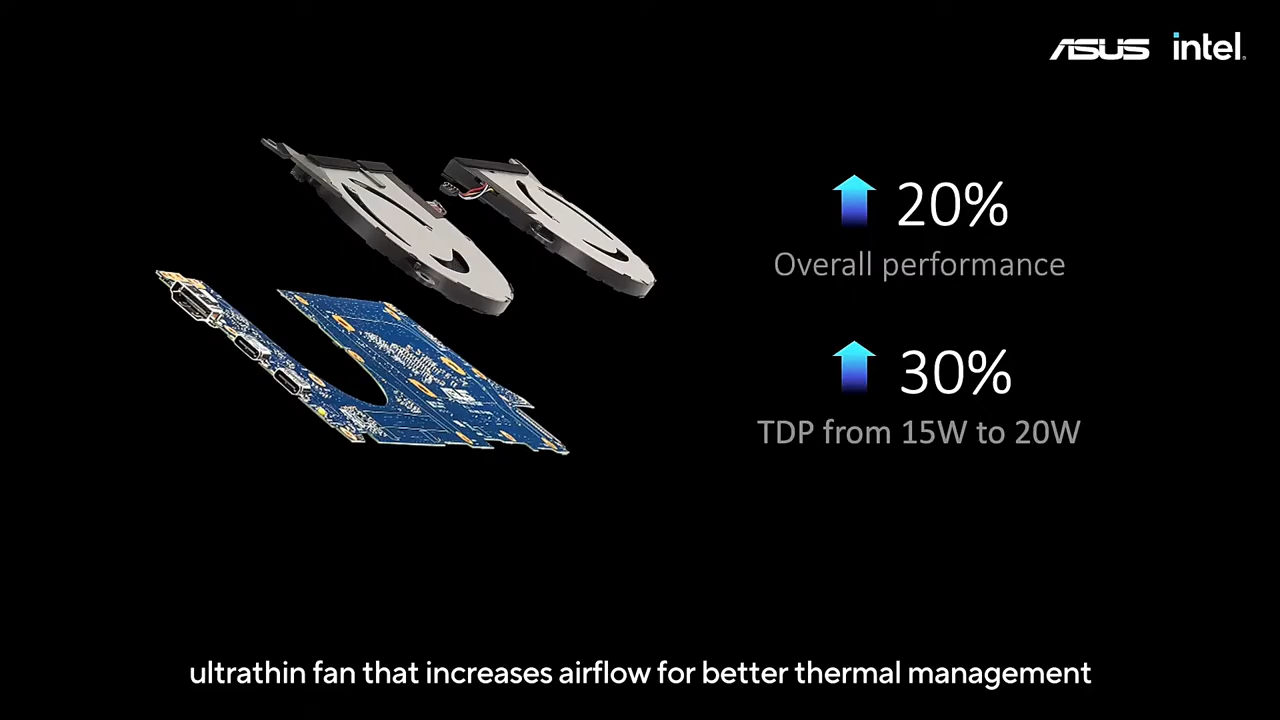 ASUS intel
20%
Overall performance
30%
TDP from 15W to 20W
ultrathin fan that increases airflow for better thermal management